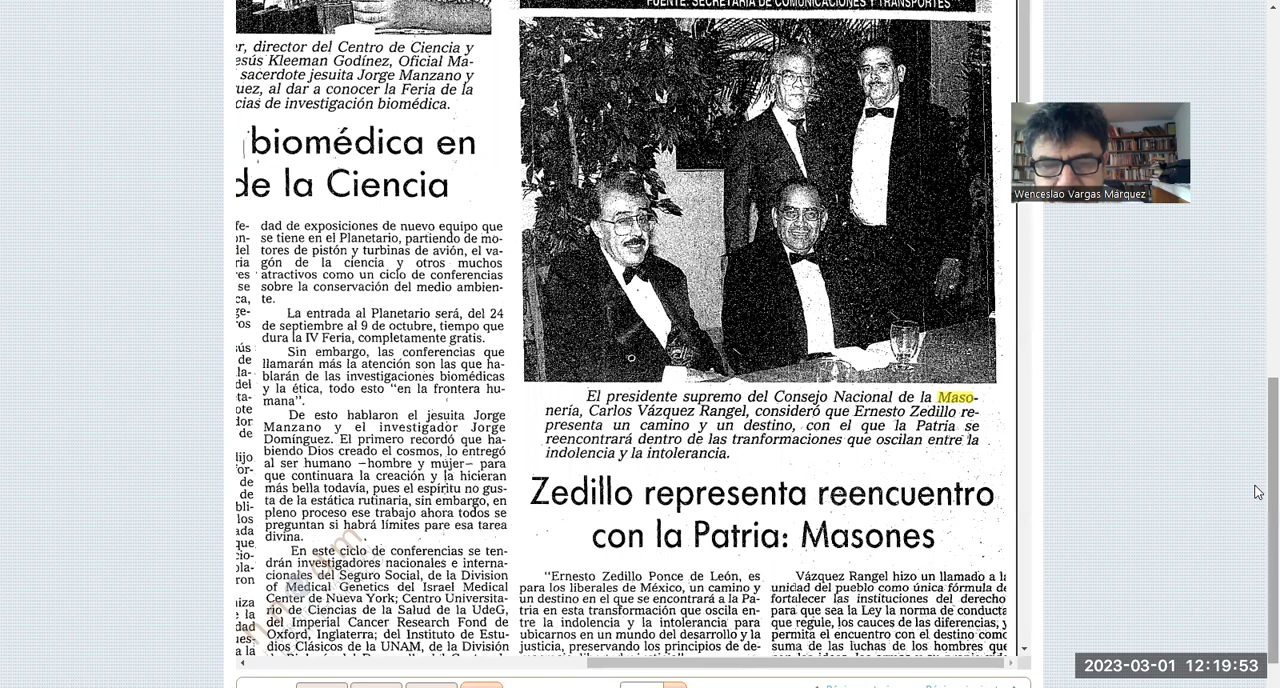 FUENTE: SECRETARIA DE COMUNICACIONES Y TRANSPORTES
er, director del Centro de Ciencia y
esús Kleeman Godínez, Oficial Ma-
sacerdote jesuita Jorge Manzano y
uez, al dar a conocer la Feria de la
cias de investigación biomédica.
biomédica en
de la Ciencia
dad de exposiciones de nuevo equipo que
se tiene en el Planetario, partiendo de mo-
tores de pistón y turbinas de avión, el va-
gón de la ciencia y otros muchos
atractivos como un ciclo de conferencias
sobre la conservación del medio ambien-
te.
La entrada al Planetario será, del 24
de septiembre al 9 de octubre, tiempo que
dura la IV Feria, completamente gratis.
Sin embargo, las conferencias que
llamarán más la atención son las que ha-
blarán de las investigaciones biomédicas
y la ética, todo esto “en la frontera hu-
mana”.
De esto hablaron el jesuita Jorge
Manzano y el investigador Jorge
Domínguez. El primero recordó que ha-
biendo Dios creado el cosmos, lo entregó
al ser humano —hombre y mujer— para
que continuara la creación y la hicieran
más bella todavía, pues el espíritu no gus-
ta de la estática rutinaria, sin embargo, en
pleno proceso ese trabajo ahora todos se
preguntan si habrá límites pare esa tarea
divina.
En este ciclo de conferencias se ten-
drán investigadores nacionales e interna-
cionales del Seguro Social, de la Division
of Medical Genetics del Israel Medical
Center de Nueva York; Centro Universita-
rio de Ciencias de la Salud de la UdeG,
del Imperial Cancer Research Fond de
Oxford, Inglaterra; del Instituto de Estu-
dios Clásicos de la UNAM, de la División
El presidente supremo del Consejo Nacional de la Maso-
nería, Carlos Vázquez Rangel, consideró que Ernesto Zedillo re-
presenta un camino y un destino, con el que la Patria se
reencontrará dentro de las tranformaciones que oscilan entre la
indolencia y la intolerancia.
Zedillo representa reencuentro
con la Patria: Masones
“Ernesto Zedillo Ponce de León, es
para los liberales de México, un camino y
un destino en el que se encontrará a la Pa-
tria en esta transformación que oscila en-
tre la indolencia y la intolerancia para
ubicarnos en un mundo del desarrollo y la
justicia, preservando los principios de de-
Vázquez Rangel hizo un llamado a la
unidad del pueblo como única fórmula de
fortalecer las instituciones del derecho
para que sea la Ley la norma de conducta
que regule, los cauces de las diferencias, y
permita el encuentro con el destino como
suma de las luchas de los hombres que
Wenceslao Vargas Márquez
2023-03-01 12:19:53